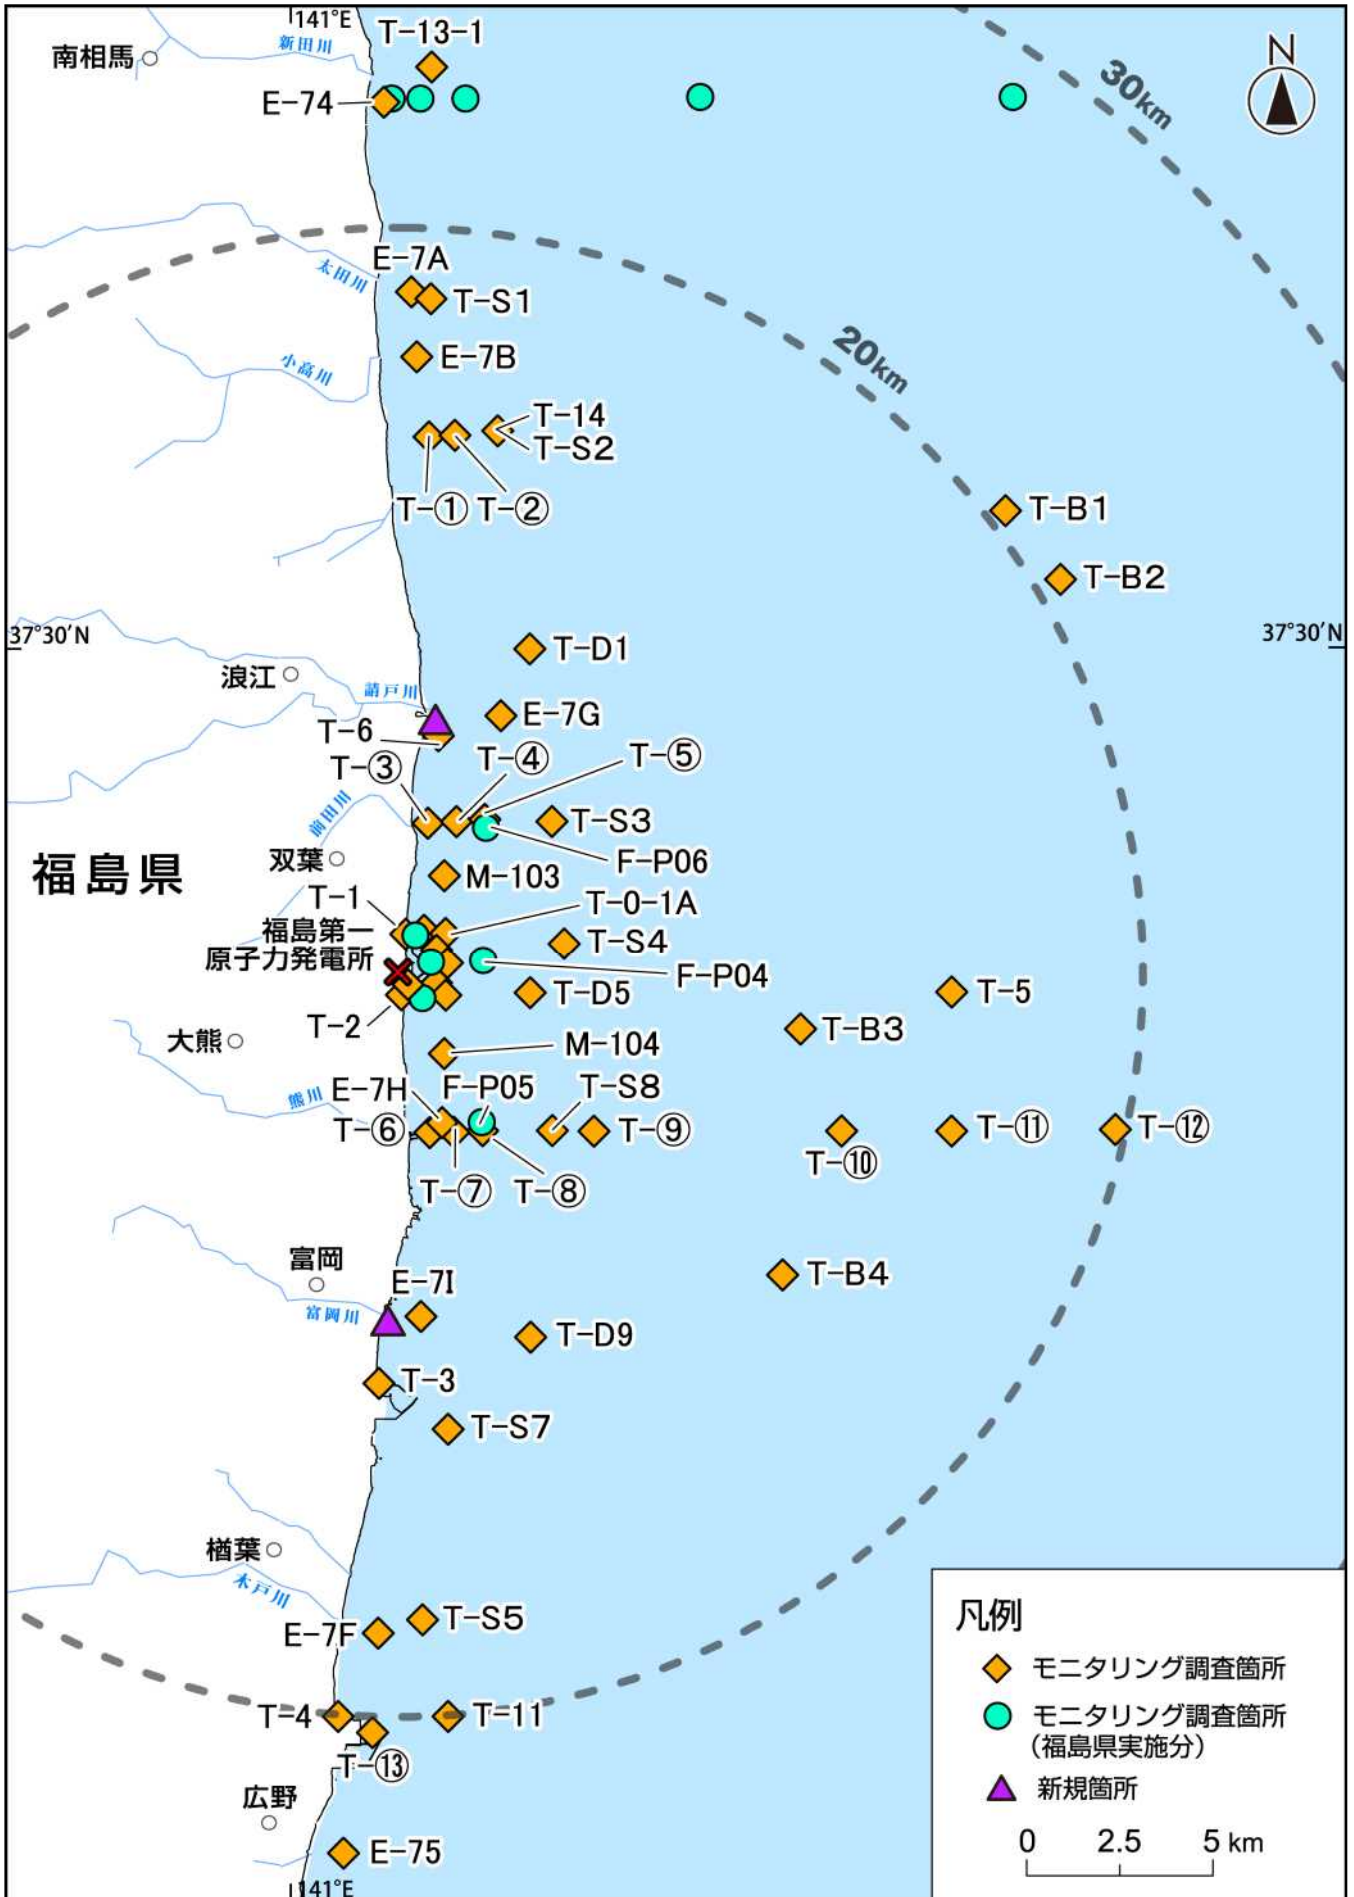 141°E
T-13-1
新田川
南相馬
E-74
30km
N
E-7A
太田川
T-S1
20km
E-7B
小高川
T-14
T-S2
T-① T-②
T-B1
T-B2
37°30′N
37°30′N
T-D1
浪江
請戸川
E-7G
T-6
T-③
T-④
T-⑤
前田川
T-S3
双葉
F-P06
福島県
M-103
T-1
T-0-1A
福島第一
原子力発電所
T-S4
F-P04
T-D5
T-5
T-2
T-B3
大熊
M-104
E-7H
F-P05
T-S8
熊川
T-⑥
T-⑨
T-⑩
T-⑪
T-⑫
T-⑦
T-⑧
富岡
E-7I
T-B4
富岡川
T-D9
T-3
T-S7
楢葉
木戸川
T-S5
E-7F
T-4
T-11
T-⑬
広野
E-75
141°E
凡例
モニタリング調査箇所
モニタリング調査箇所
(福島県実施分)
新規箇所
0 2.5 5 km